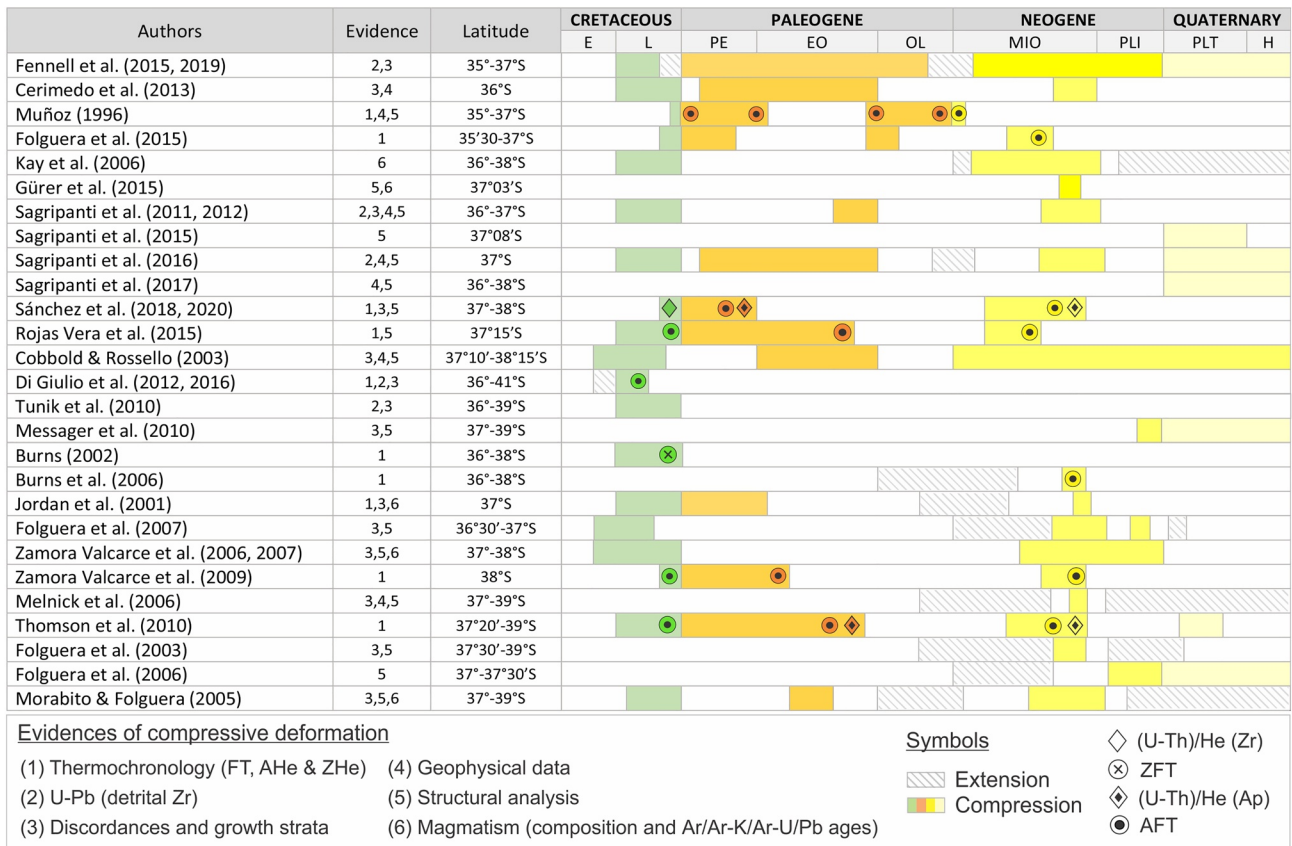 Authors Evidence Latitude CRETACEOUS PALEOGENE NEOGENE QUATERNARY
E L PE EO OL MIO PLI PLT H
Fennell et al. (2015, 2019) 2,3 35°-37°S
Cerimedo et al. (2013) 3,4 36°S
Muñoz (1996) 1,4,5 35°-37°S
Folguera et al. (2015) 1 35’30-37°S
Kay et al. (2006) 6 36°-38°S
Gürer et al. (2015) 5,6 37°03’S
Sagripanti et al. (2011, 2012) 2,3,4,5 36°-37°S
Sagripanti et al. (2015) 5 37°08’S
Sagripanti et al. (2016) 2,4,5 37°S
Sagripanti et al. (2017) 4,5 36°-38°S
Sánchez et al. (2018, 2020) 1,3,5 37°-38°S
Rojas Vera et al. (2015) 1,5 37°15’S
Cobbold & Rossello (2003) 3,4,5 37°10’-38°15’S
Di Giulio et al. (2012, 2016) 1,2,3 36°-41°S
Tunik et al. (2010) 2,3 36°-39°S
Messager et al. (2010) 3,5 37°-39°S
Burns (2002) 1 36°-38°S
Burns et al. (2006) 1 36°-38°S
Jordan et al. (2001) 1,3,6 37°S
Folguera et al. (2007) 3,5 36°30’-37°S
Zamora Valcarce et al. (2006, 2007) 3,5,6 37°-38°S
Zamora Valcarce et al. (2009) 1 38°S
Melnick et al. (2006) 3,4,5 37°-39°S
Thomson et al. (2010) 1 37°20’-39°S
Folguera et al. (2003) 3,5 37°30’-39°S
Folguera et al. (2006) 5 37°-37°30’S
Morabito & Folguera (2005) 3,5,6 37°-39°S
Evidences of compressive deformation
(1) Thermochronology (FT, AHe & ZHe)
(2) U-Pb (detrital Zr)
(3) Discordances and growth strata
(4) Geophysical data
(5) Structural analysis
(6) Magmatism (composition and Ar/Ar-K/Ar-U/Pb ages)
Symbols
Extension
Compression
(U-Th)/He (Zr)
ZFT
(U-Th)/He (Ap)
AFT